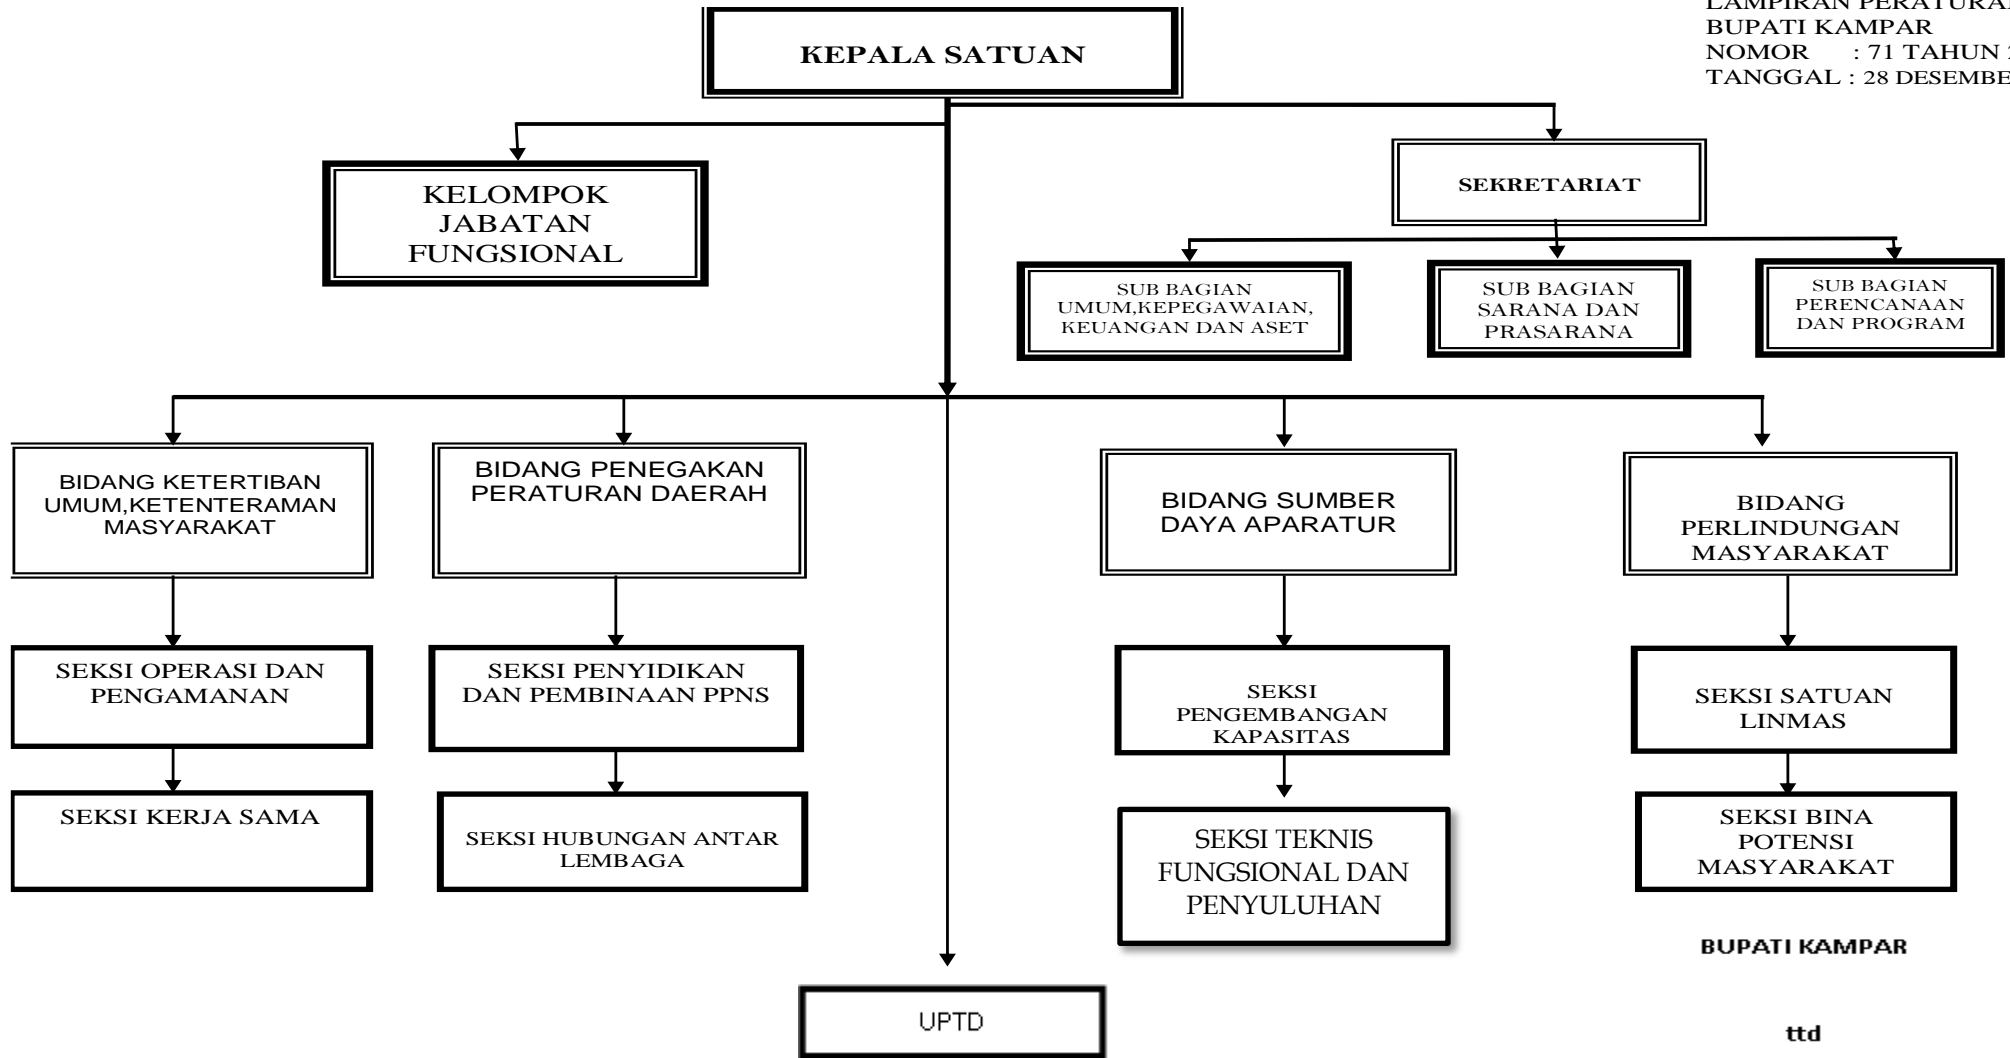 LAMPIRAN PERATURAN
BUPATI KAMPAR
NOMOR : 71 TAHUN
TANGGAL : 28 DESEMBE
KEPALA SATUAN
KELOMPOK
JABATAN
FUNGSIONAL
SEKRETARIAT
SUB BAGIAN
UMUM,KEPEGAWAIAN,
KEUANGAN DAN ASET
SUB BAGIAN
SARANA DAN
PRASARANA
SUB BAGIAN
PERENCANAAN
DAN PROGRAM
BIDANG KETERTIBAN
UMUM,KETENTERAMAN
MASYARAKAT
BIDANG PENEGAKAN
PERATURAN DAERAH
BIDANG SUMBER
DAYA APARATUR
BIDANG
PERLINDUNGAN
MASYARAKAT
SEKSI OPERASI DAN
PENGAMANAN
SEKSI PENYIDIKAN
DAN PEMBINAAN PPNS
SEKSI
PENGEMBANGAN
KAPASITAS
SEKSI SATUAN
LINMAS
SEKSI KERJA SAMA
SEKSI HUBUNGAN ANTAR
LEMBAGA
SEKSI TEKNIS
FUNGSIONAL DAN
PENYULUHAN
SEKSI BINA
POTENSI
MASYARAKAT
BUPATI KAMPAR
UPTD
ttd